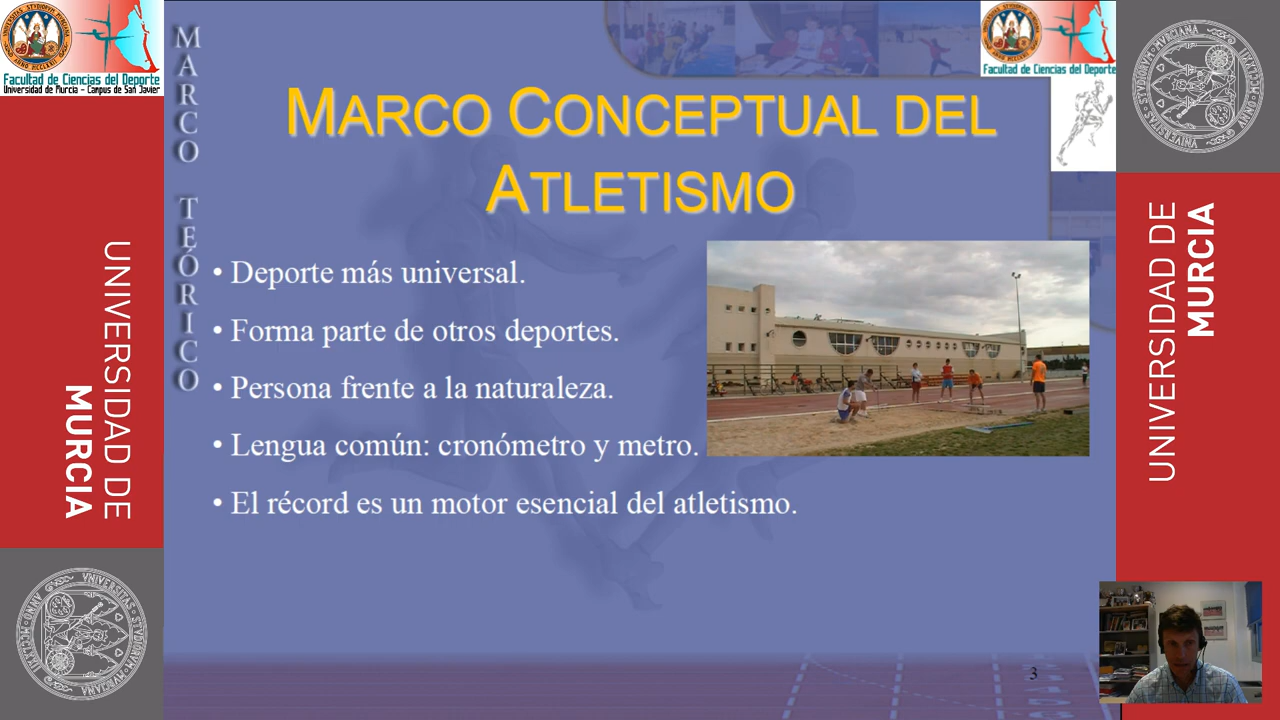 Facultad de Ciencias del Deporte
Universidad de Murcia - Campus de San Javier
Facultad de Ciencias del Deporte
MARCO TEÓRICO
MARCO CONCEPTUAL DEL
ATLETISMO
• Deporte más universal.
• Forma parte de otros deportes.
• Persona frente a la naturaleza.
• Lengua común: cronómetro y metro.
• El récord es un motor esencial del atletismo.
UNIVERSIDAD DE
MURCIA
UNIVERSIDAD DE
MURCIA
3